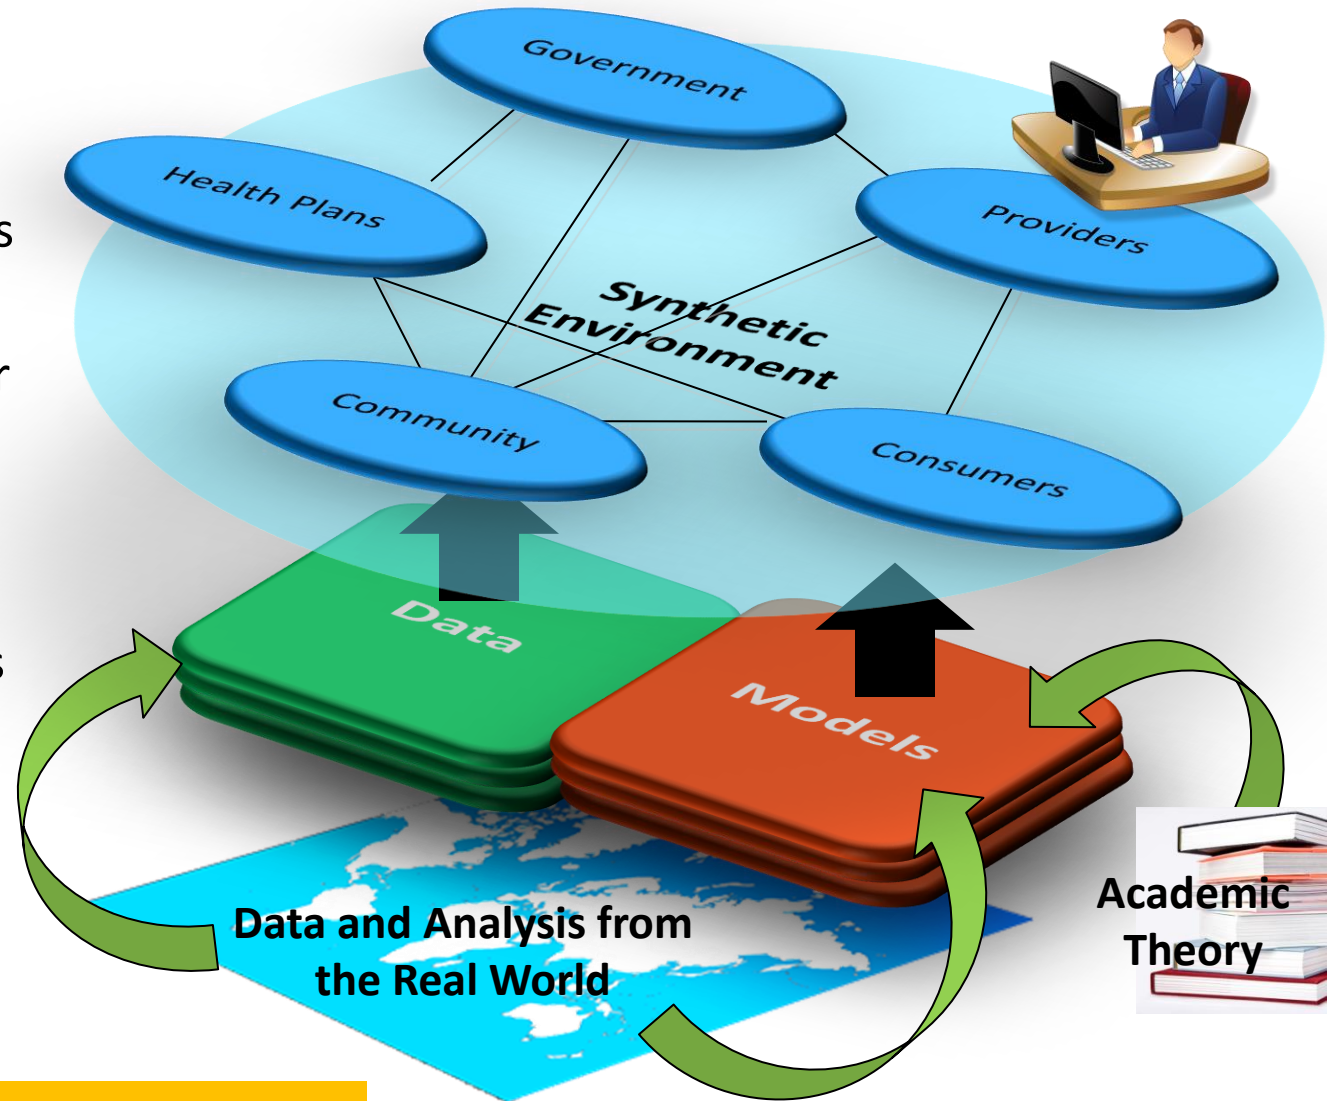 Government
Health Plans
Providers
Synthetic
Environment
Community
Consumers
Data
Models
Data and Analysis from
the Real World
Academic
Theory